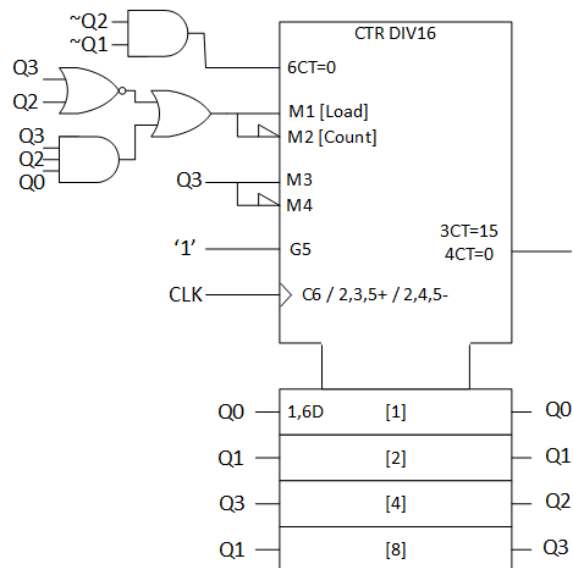 ~Q2
~Q1
CTR DIV16
6CT=0
Q3
Q2
M1 [Load]
M2 [Count]
Q3
Q2
Q0
Q3
M3
M4
3CT=15
4CT=0
‘1’
G5
CLK
C6 / 2,3,5+ / 2,4,5-
Q0 1,6D [1] Q0
Q1 [2] Q1
Q3 [4] Q2
Q1 [8] Q3